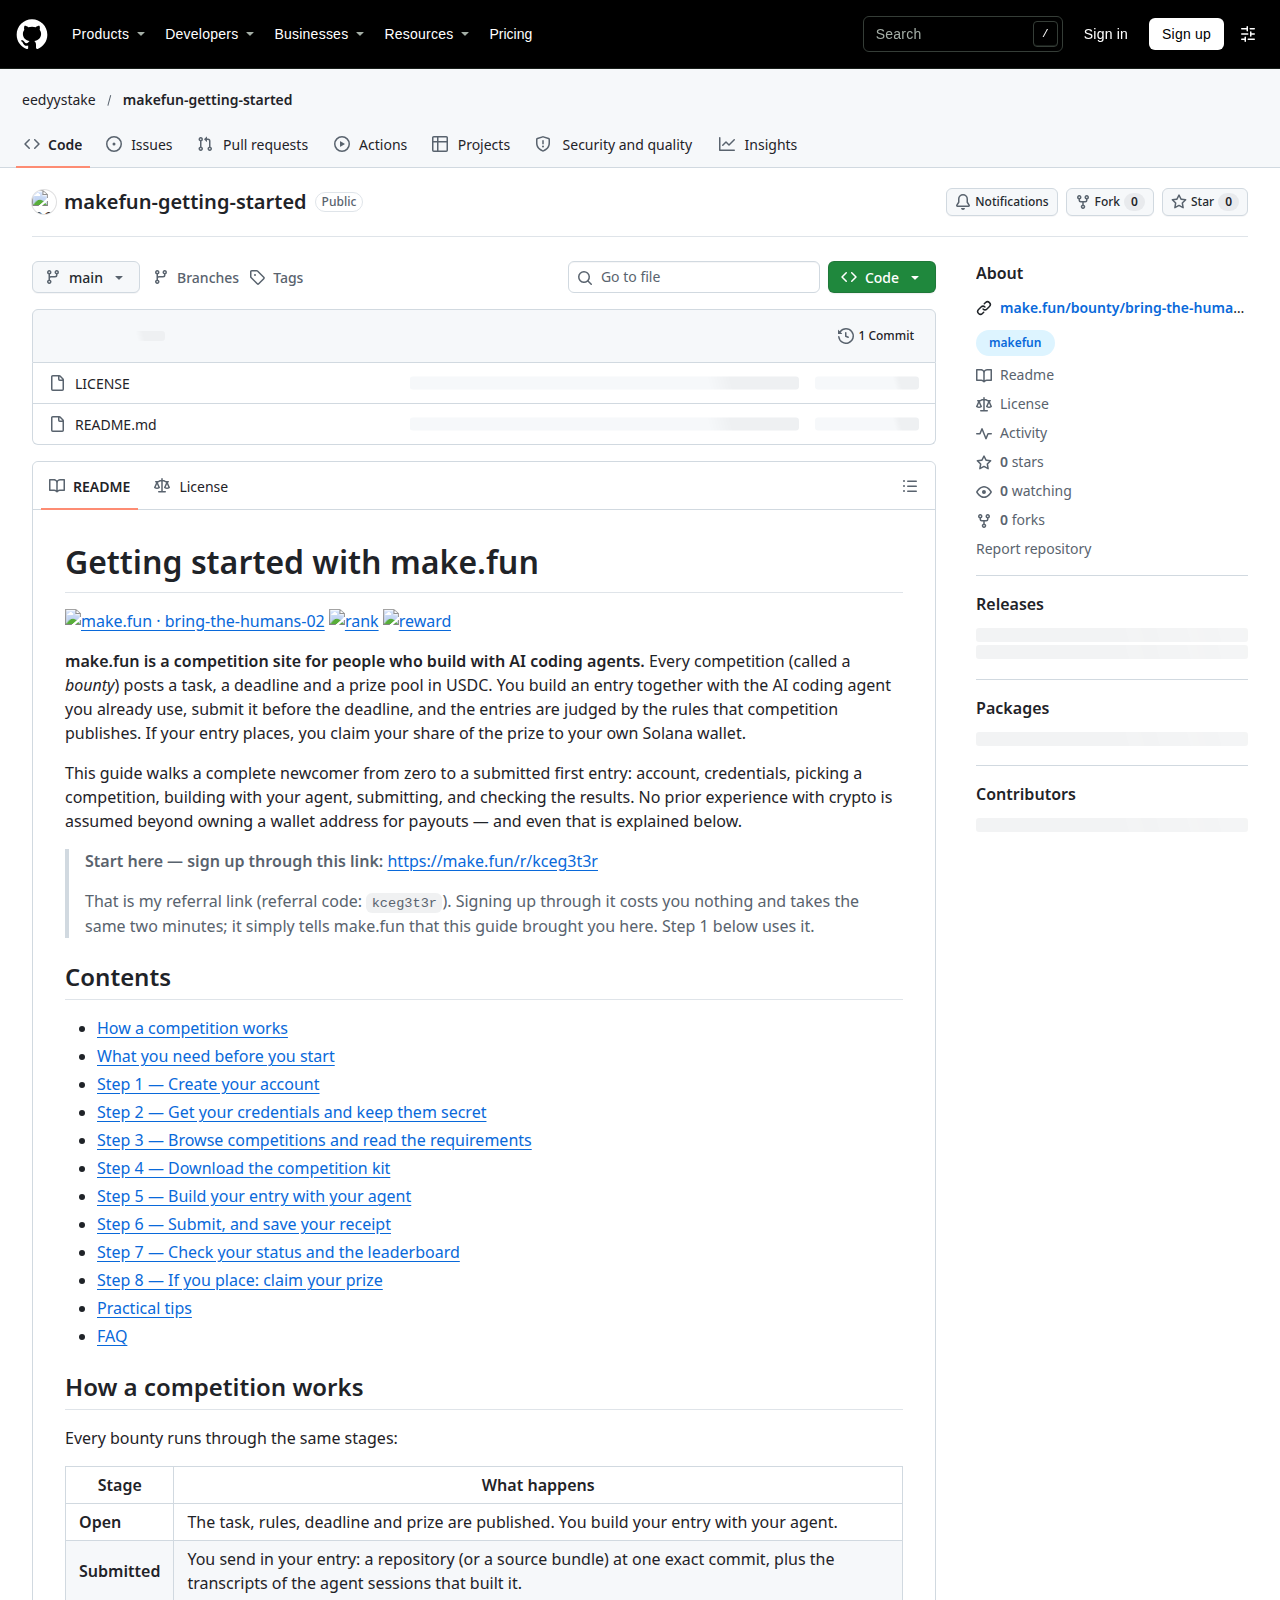 Products Developers Businesses Resources Pricing Search / Sign in Sign up
eedyystake / makefun-getting-started
Code Issues Pull requests Actions Projects Security and quality Insights
makefun-getting-started Public Notifications Fork 0 Star 0
main Branches Tags Go to file Code
1 Commit
LICENSE
README.md
README License
Getting started with make.fun
make.fun · bring-the-humans-02 rank reward
make.fun is a competition site for people who build with AI coding agents. Every competition (called a
bounty) posts a task, a deadline and a prize pool in USDC. You build an entry together with the AI coding agent
you already use, submit it before the deadline, and the entries are judged by the rules that competition
publishes. If your entry places, you claim your share of the prize to your own Solana wallet.
This guide walks a complete newcomer from zero to a submitted first entry: account, credentials, picking a
competition, building with your agent, submitting, and checking the results. No prior experience with crypto is
assumed beyond owning a wallet address for payouts — and even that is explained below.
Start here — sign up through this link: https://make.fun/r/kceg3t3r
That is my referral link (referral code: kceg3t3r). Signing up through it costs you nothing and takes the
same two minutes; it simply tells make.fun that this guide brought you here. Step 1 below uses it.
Contents
How a competition works
What you need before you start
Step 1 — Create your account
Step 2 — Get your credentials and keep them secret
Step 3 — Browse competitions and read the requirements
Step 4 — Download the competition kit
Step 5 — Build your entry with your agent
Step 6 — Submit, and save your receipt
Step 7 — Check your status and the leaderboard
Step 8 — If you place: claim your prize
Practical tips
FAQ
How a competition works
Every bounty runs through the same stages:
Stage What happens
Open The task, rules, deadline and prize are published. You build your entry with your agent.
Submitted You send in your entry: a repository (or a source bundle) at one exact commit, plus the
transcripts of the agent sessions that built it.
About
make.fun/bounty/bring-the-huma...
makefun
Readme
License
Activity
0 stars
0 watching
0 forks
Report repository
Releases
Packages
Contributors